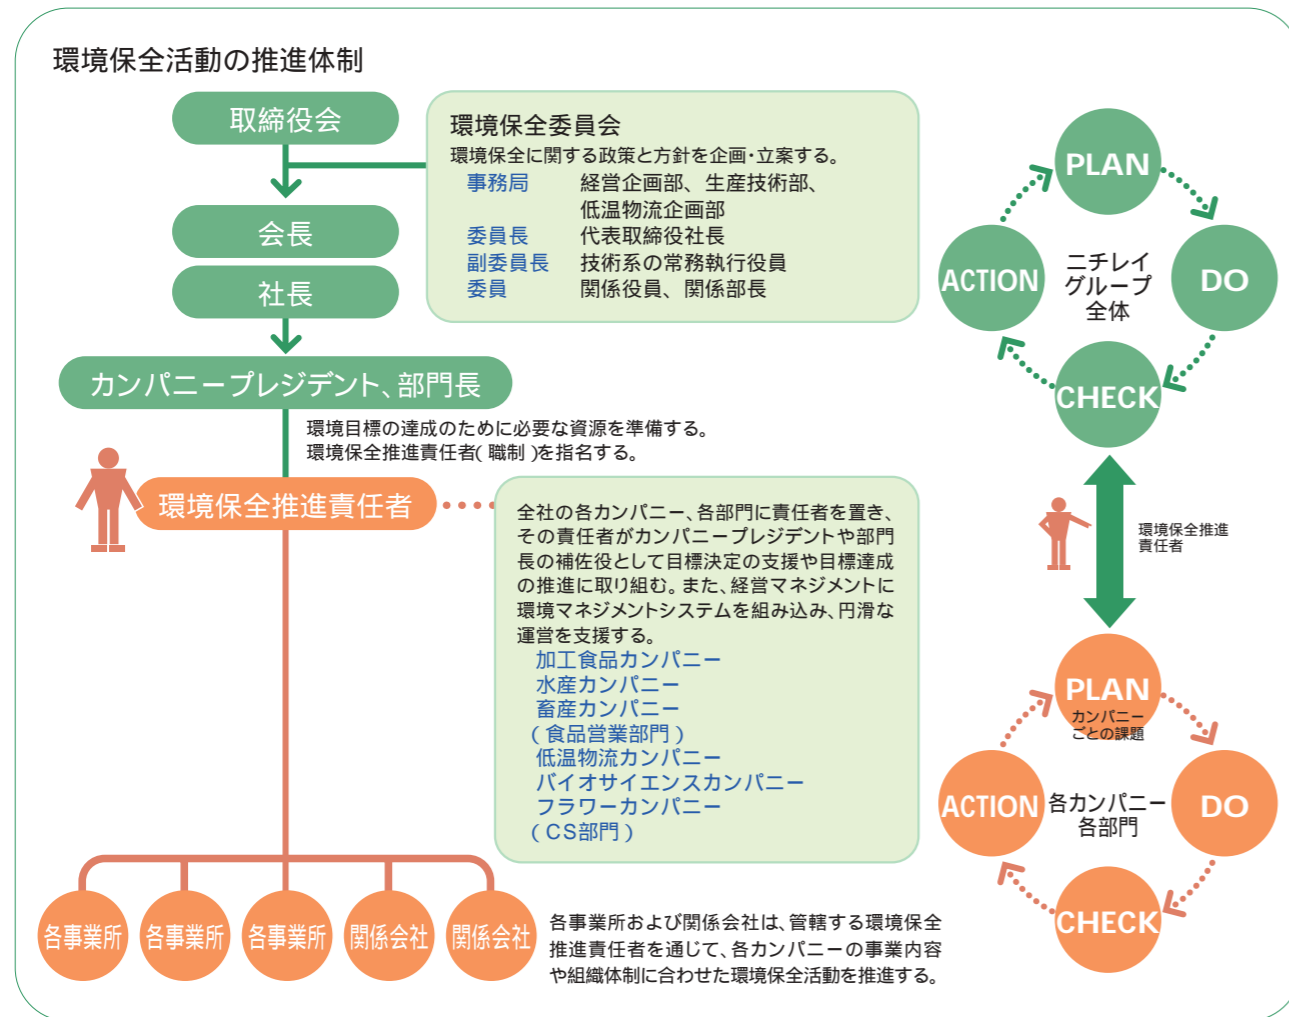 環境保全活動の推進体制
取締役会
会長
社長
カンパニープレジデント、部門長
環境保全委員会
環境保全に関する政策と方針を企画・立案する。
事務局 経営企画部、生産技術部、
低温物流企画部
委員長 代表取締役社長
副委員長 技術系の常務執行役員
委員 関係役員、関係部長
環境目標の達成のために必要な資源を準備する。
環境保全推進責任者(職制)を指名する。
環境保全推進責任者
全社の各カンパニー、各部門に責任者を置き、
その責任者がカンパニープレジデントや部門
長の補佐役として目標決定の支援や目標達成
の推進に取り組む。また、経営マネジメントに
環境マネジメントシステムを組み込み、円滑な
運営を支援する。
加工食品カンパニー
水産カンパニー
畜産カンパニー
(食品営業部門)
低温物流カンパニー
バイオサイエンスカンパニー
フラワーカンパニー
(CS部門)
各事業所
各事業所
各事業所
関係会社
関係会社
各事業所および関係会社は、管轄する環境保全
推進責任者を通じて、各カンパニーの事業内容
や組織体制に合わせた環境保全活動を推進する。
PLAN
DO
CHECK
ACTION
ニチレイ
グループ
全体
環境保全推進
責任者
PLAN
カンパニー
ごとの課題
DO
CHECK
ACTION
各カンパニー
各部門